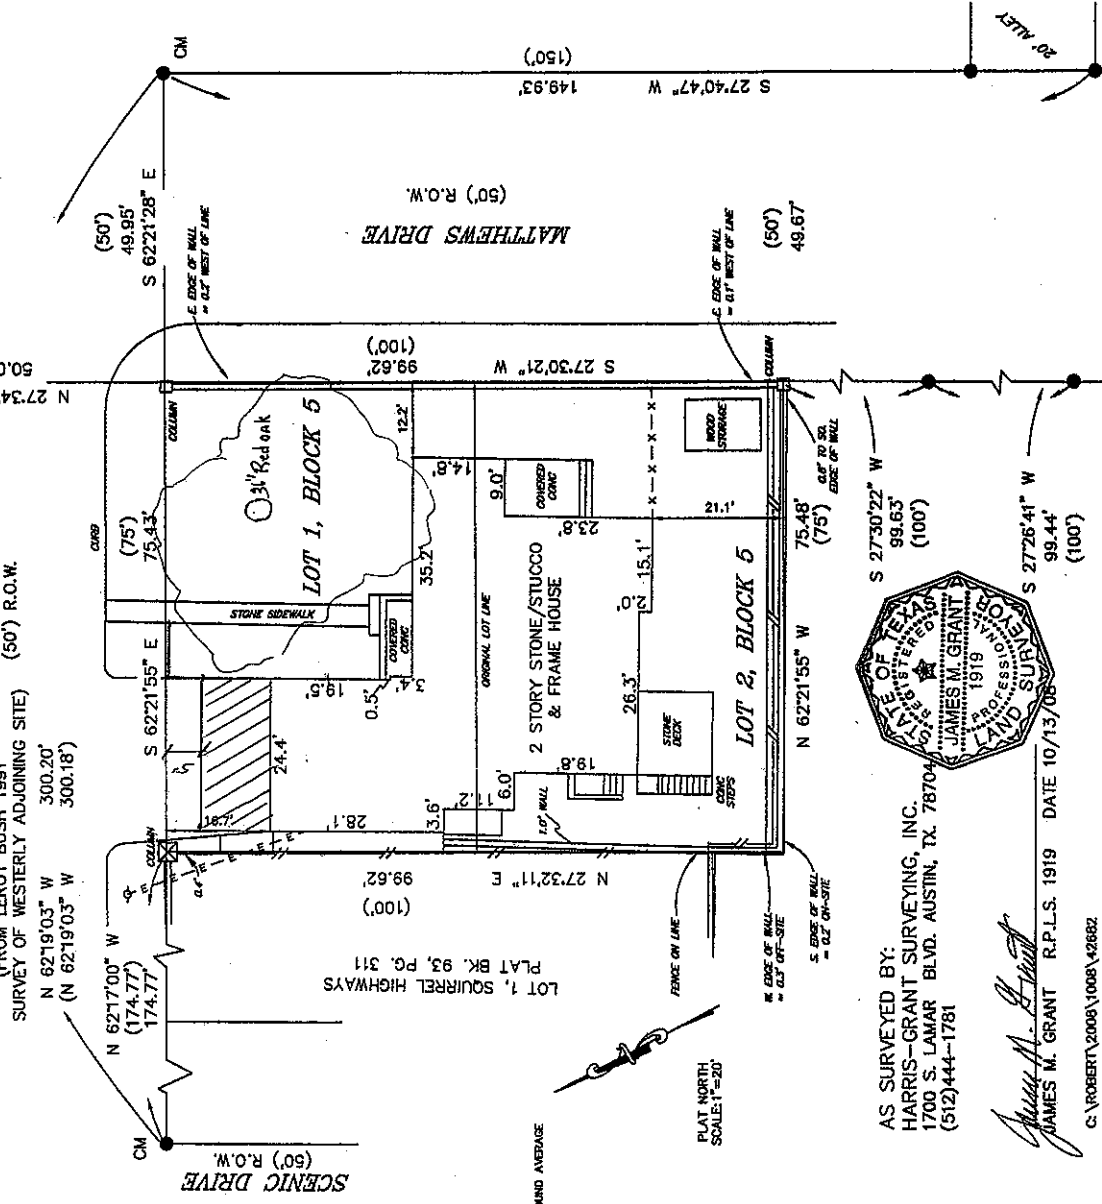 SURVEY OF WESTERLY ADJOINING SITE)
N 62°19'03" W 300.20'
(N 62°19'03" W 300.18')
(50') R.O.W.
N 62°17'00" W
(174.77')
174.77'
CM
SCENIC DRIVE
(50') R.O.W.
COLUMN
CURB
(75')
S 62°21'55" E 75.43'
5'
16.7'
24.4'
28.1'
19.5'
0.5'
3.4'
STONE SIDEWALK
COVERED
CONC
31" Red oak
LOT 1, BLOCK 5
35.2'
12.2'
14.8'
COLUMN
N 27°34'
50.0
(50')
49.95'
S 62°21'28" E
CM
E. EDGE OF WALL
= 0.2' WEST OF LINE
S 27°30'21" W 99.62'
(100')
MATTHEWS DRIVE
(50') R.O.W.
S 27°40'47" W 149.93'
(150')
20' ALLEY
ORIGINAL LOT LINE
2 STORY STONE/STUCCO
& FRAME HOUSE
9.0'
COVERED
CONC
23.8'
21.1'
15.1'
2.0'
26.3'
19.8'
6.0'
11.2'
3.6'
1.0' WALL
STONE
DECK
CONC
STEPS
WOOD
STORAGE
LOT 2, BLOCK 5
E. EDGE OF WALL
= 0.1' WEST OF LINE
(50')
49.67'
COLUMN
0.8' TO SO.
EDGE OF WALL
N 62°21'55" W 75.48'
(75')
S. EDGE OF WALL
= 0.2' ON-SITE
W. EDGE OF WALL
= 0.3' OFF-SITE
FENCE ON LINE
N 27°32'11" E 99.62'
(100')
LOT 1, SQUIRREL HIGHWAYS
PLAT BK. 93, PG. 311
S 27°30'22" W
99.63'
(100')
S 27°26'41" W
99.44'
(100')
UND AVERAGE
PLAT NORTH
SCALE:1"=20'
AS SURVEYED BY:
HARRIS-GRANT SURVEYING, INC.
1700 S. LAMAR BLVD. AUSTIN, TX. 78704
(512)444-1781
STATE OF TEXAS
REGISTERED
JAMES M. GRANT
1919
PROFESSIONAL
LAND SURVEYOR
James M. Grant
JAMES M. GRANT R.P.L.S. 1919 DATE 10/13/08
C:\ROBERT\2008\1008\42682